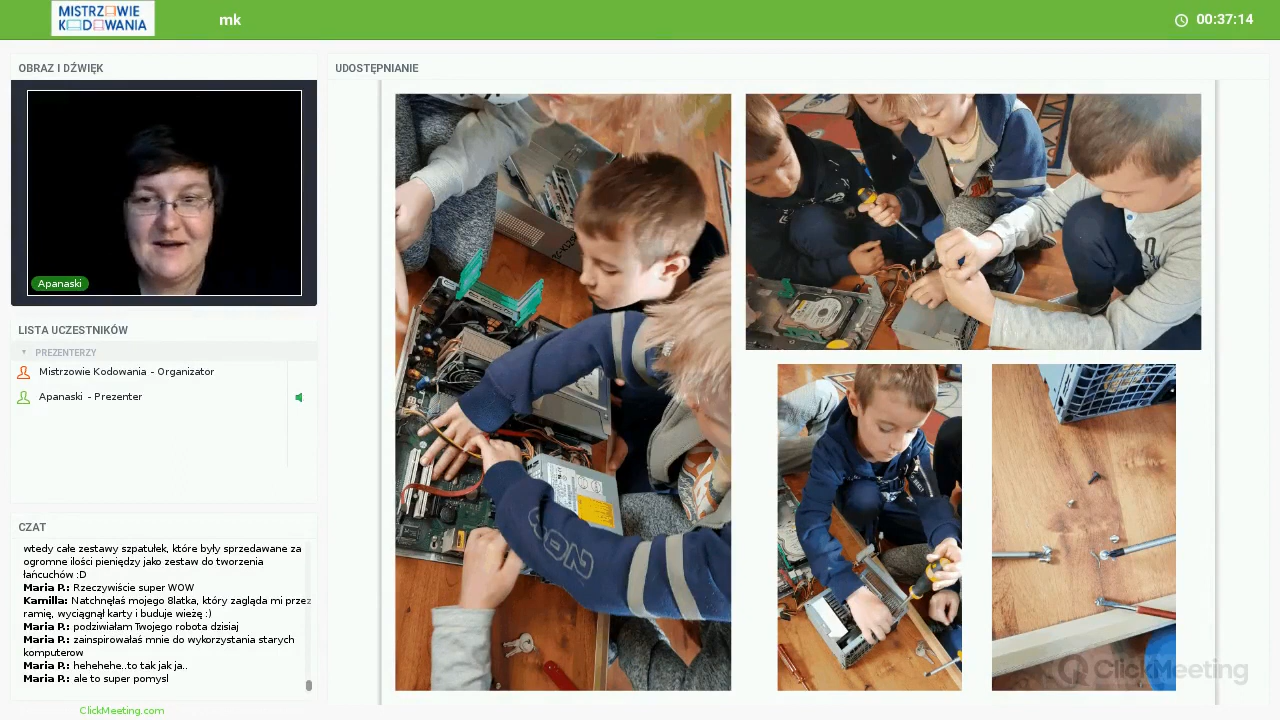 MISTRZOWIE
KODOWANIA
mk
00:37:14
OBRAZ I DŹWIĘK
Apanaski
LISTA UCZESTNIKÓW
PREZENTERZY
Mistrzowie Kodowania - Organizator
Apanaski - Prezenter
CZAT
wtedy całe zestawy szpatułek, które były sprzedawane za
ogromne ilości pieniędzy jako zestaw do tworzenia
łańcuchów :D
Maria P.: Rzeczywiście super WOW
Kamilla: Natchnęłaś mojego 8latka, który zagląda mi przez
ramię, wyciągnął karty i buduje wieżę :)
Maria P.: podziwiałam Twojego robota dzisiaj
Maria P.: zainspirowałaś mnie do wykorzystania starych
komputerow
Maria P.: hehehehe..to tak jak ja..
Maria P.: ale to super pomysl
ClickMeeting.com
UDOSTĘPNIANIE
ClickMeeting